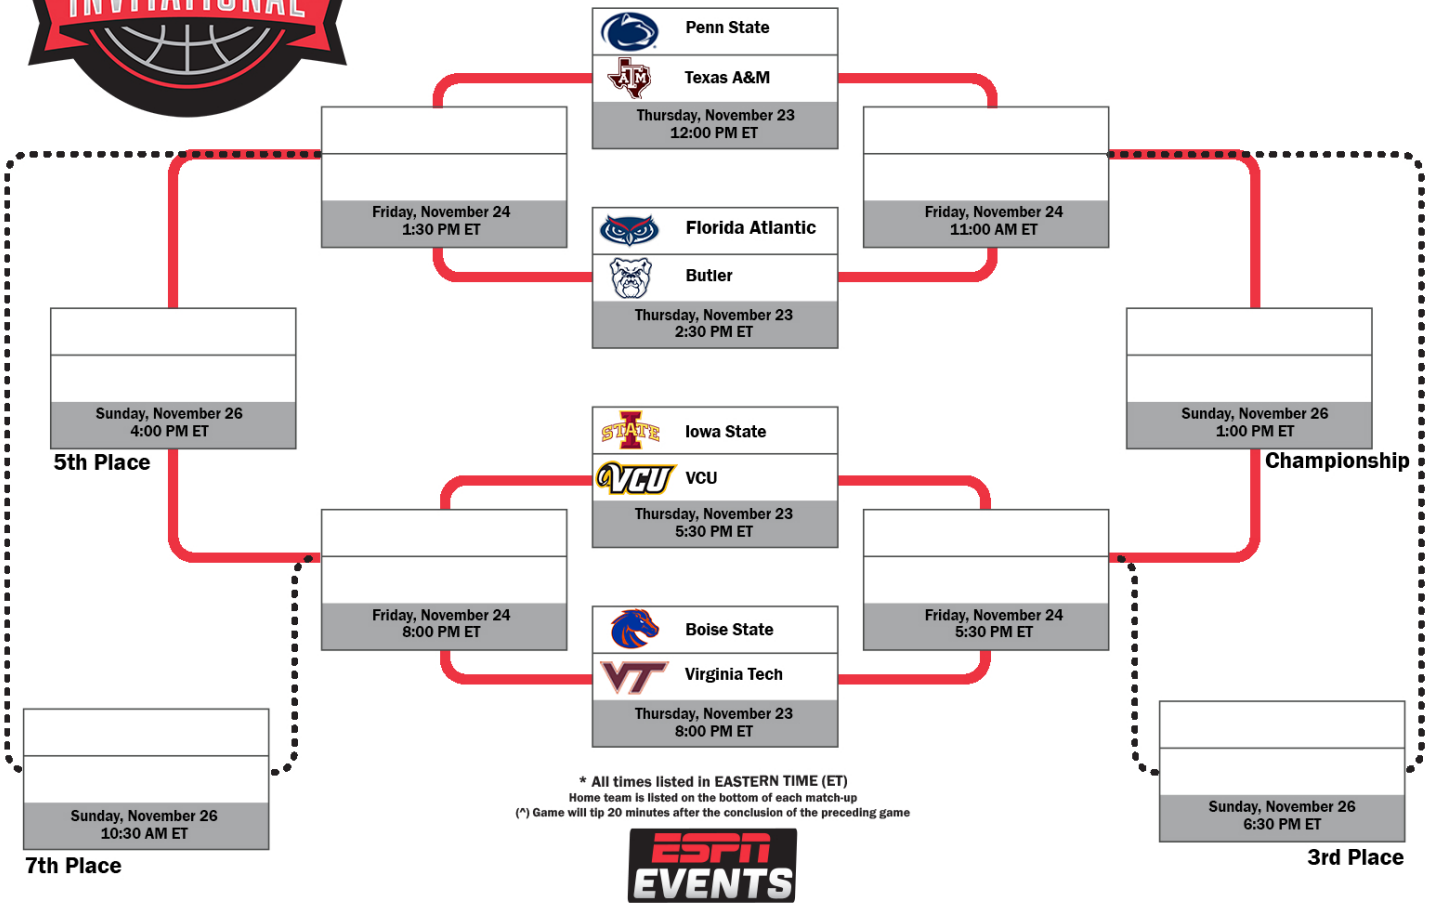 INVITATIONAL
Penn State
Texas A&M
Thursday, November 23
12:00 PM ET
Friday, November 24
1:30 PM ET
Florida Atlantic
Butler
Thursday, November 23
2:30 PM ET
Friday, November 24
11:00 AM ET
Sunday, November 26
4:00 PM ET
5th Place
Iowa State
STATE
VCU
VCU
Thursday, November 23
5:30 PM ET
Sunday, November 26
1:00 PM ET
Championship
Friday, November 24
8:00 PM ET
Boise State
VT
Virginia Tech
Thursday, November 23
8:00 PM ET
Friday, November 24
5:30 PM ET
Sunday, November 26
10:30 AM ET
7th Place
Sunday, November 26
6:30 PM ET
3rd Place
* All times listed in EASTERN TIME (ET)
Home team is listed on the bottom of each match-up
(^) Game will tip 20 minutes after the conclusion of the preceding game
ESPN
EVENTS